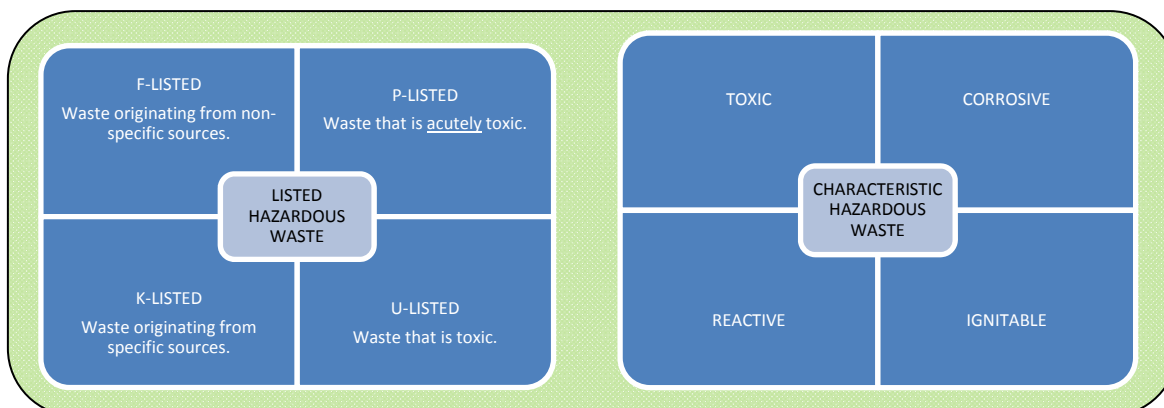 F-LISTED
Waste originating from non-
specific sources.
P-LISTED
Waste that is acutely toxic.
LISTED
HAZARDOUS
WASTE
K-LISTED
Waste originating from
specific sources.
U-LISTED
Waste that is toxic.
TOXIC
CORROSIVE
CHARACTERISTIC
HAZARDOUS
WASTE
REACTIVE
IGNITABLE